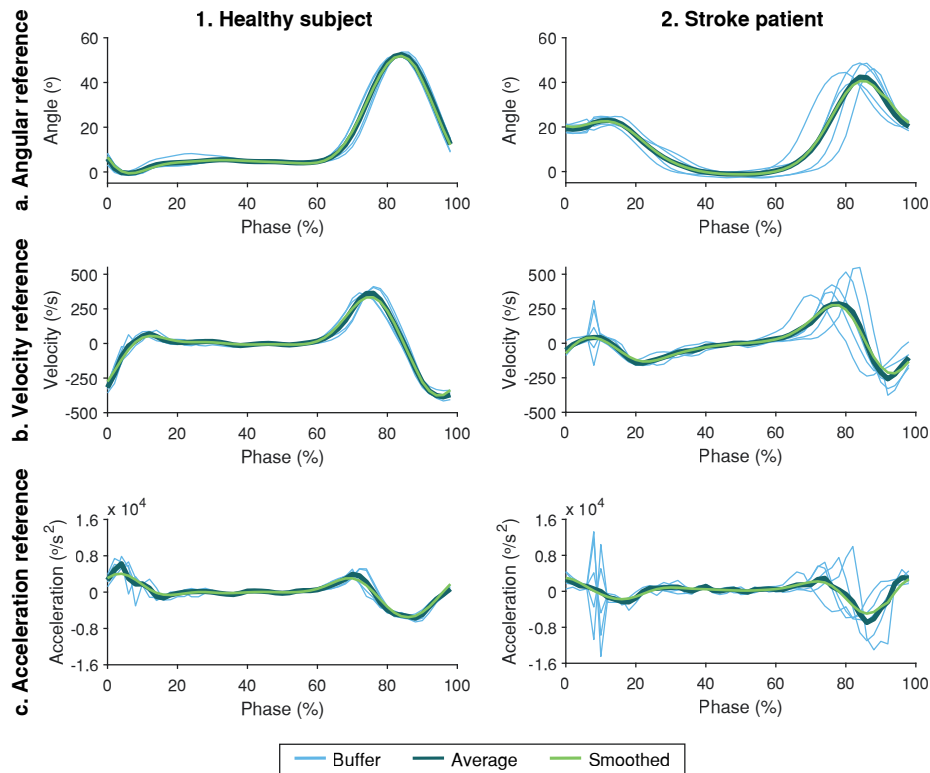 1. Healthy subject
2. Stroke patient
a. Angular reference
Angle (º)
60
40
20
0
0 20 40 60 80 100
Phase (%)
Angle (º)
60
40
20
0
0 20 40 60 80 100
Phase (%)
b. Velocity reference
Velocity (º/s)
500
250
0
-250
-500
0 20 40 60 80 100
Phase (%)
Velocity (º/s)
500
250
0
-250
-500
0 20 40 60 80 100
Phase (%)
c. Acceleration reference
Acceleration (º/s²)
x 10⁴
1.6
0.8
0
-0.8
-1.6
0 20 40 60 80 100
Phase (%)
Acceleration (º/s²)
x 10⁴
1.6
0.8
0
-0.8
-1.6
0 20 40 60 80 100
Phase (%)
Buffer Average Smoothed